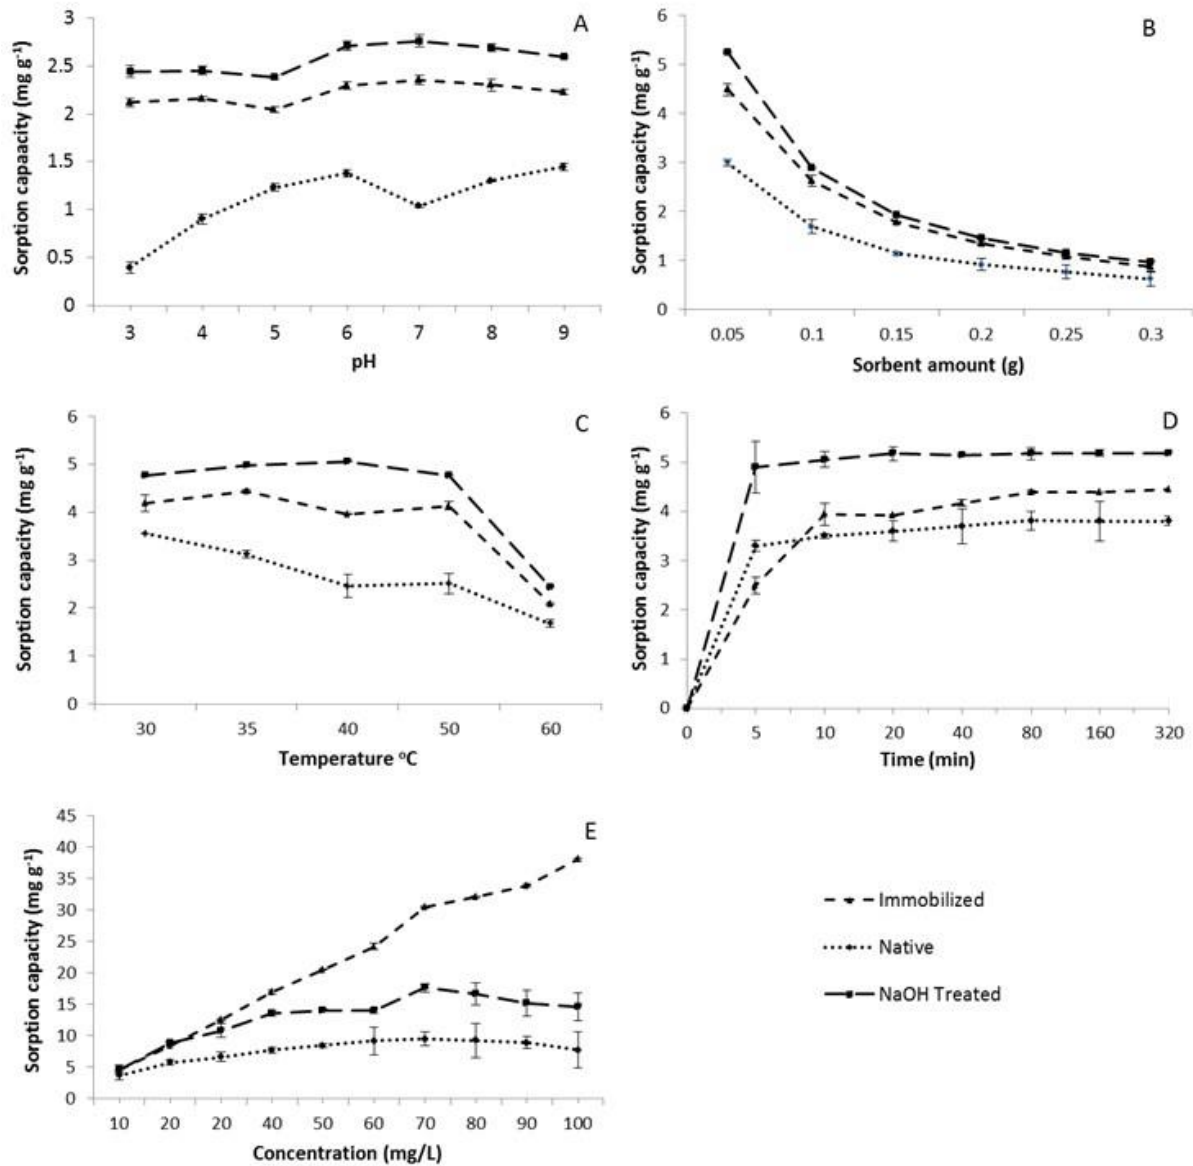 A
Sorption capaacity (mg g-1)
3
2.5
2
1.5
1
0.5
0
3 4 5 6 7 8 9
pH
B
Sorption capacity (mg g-1)
6
5
4
3
2
1
0
0.05 0.1 0.15 0.2 0.25 0.3
Sorbent amount (g)
C
Sorption capacity (mg g-1)
6
5
4
3
2
1
0
30 35 40 50 60
Temperature oC
D
Sorption capacity (mg g-1)
6
5
4
3
2
1
0
0 5 10 20 40 80 160 320
Time (min)
E
Sorption capacity (mg g-1)
45
40
35
30
25
20
15
10
5
0
10 20 20 40 50 60 70 80 90 100
Concentration (mg/L)
Immobilized
Native
NaOH Treated